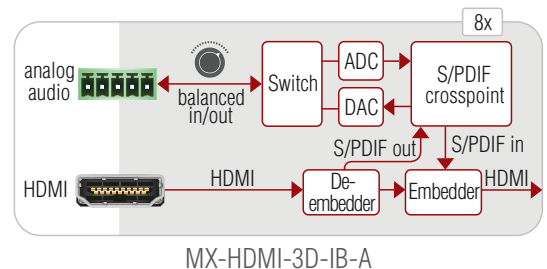 8x
analog
audio
balanced
in/out
Switch
ADC
DAC
S/PDIF
crosspoint
S/PDIF out
S/PDIF in
HDMI
HDMI
De-
embedder
Embedder
HDMI
MX-HDMI-3D-IB-A